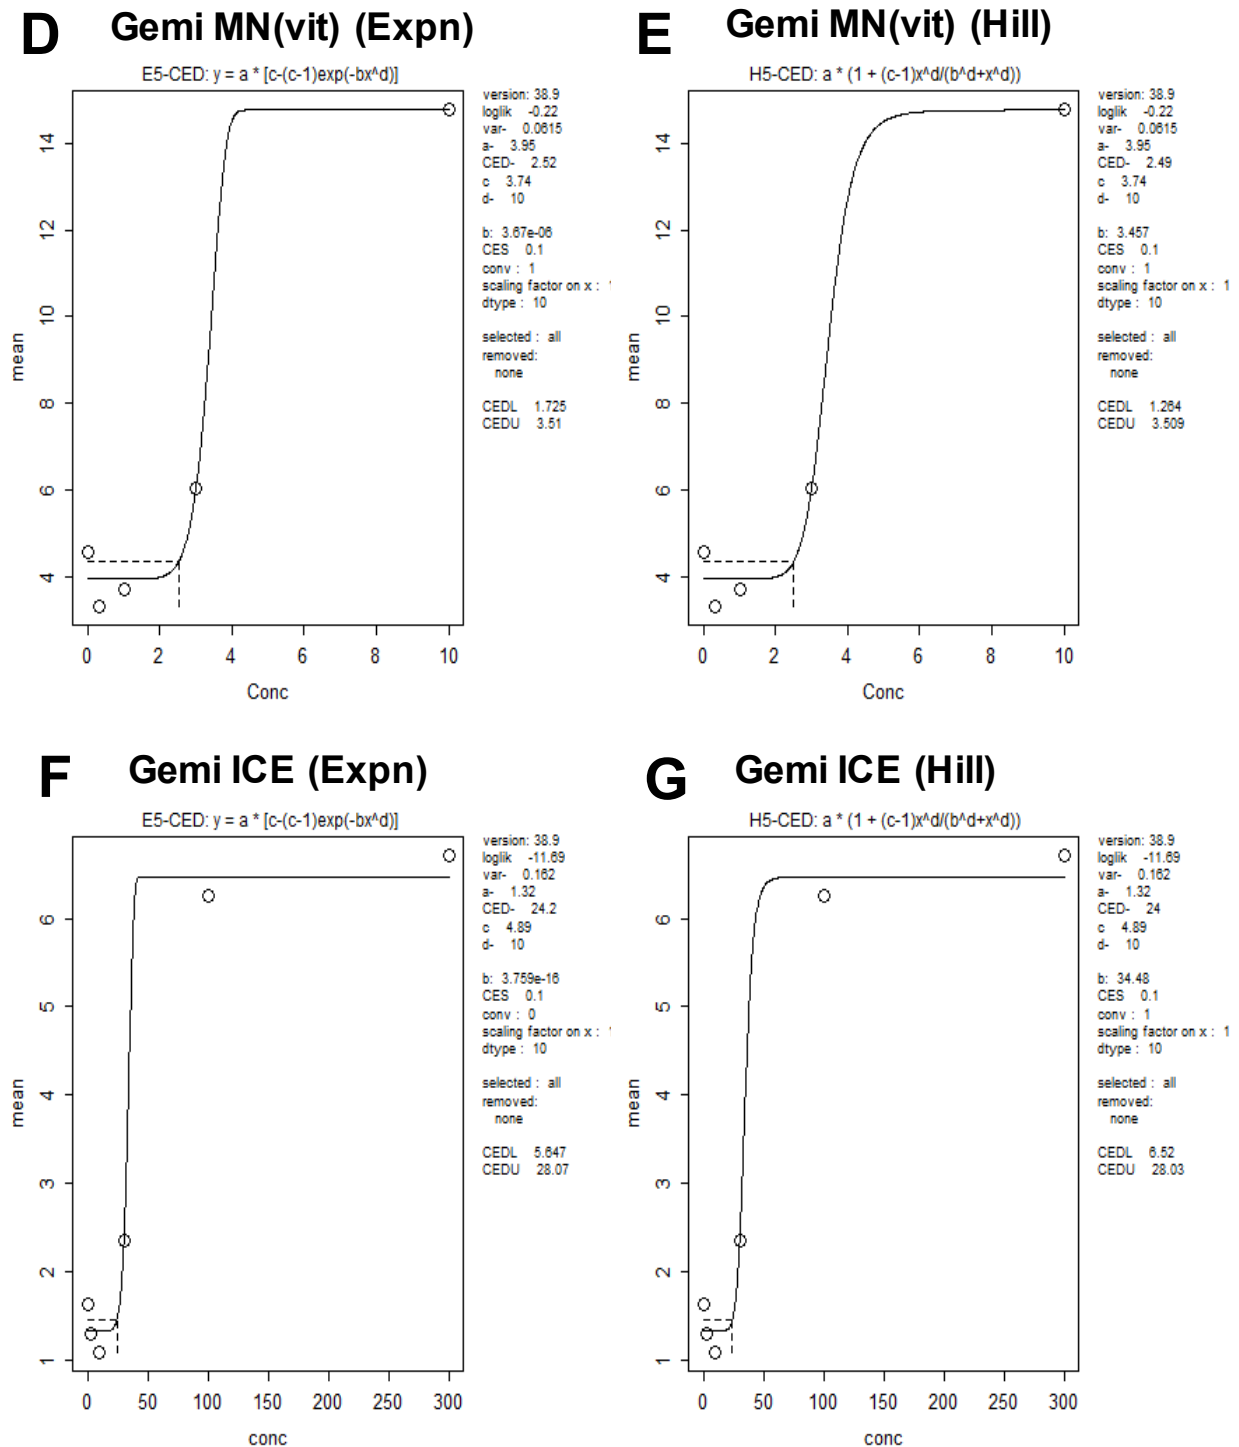 D Gemi MN(vit) (Expn)
E5-CED: y = a * [c-(c-1)exp(-bx^d)]
version: 38.9
loglik -0.22
var- 0.0615
a- 3.95
CED- 2.52
c 3.74
d- 10
b: 3.67e-06
CES 0.1
conv : 1
scaling factor on x :
dtype : 10
selected : all
removed:
none
CEDL 1.725
CEDU 3.51
mean
14
12
10
8
6
4
0 2 4 6 8 10
Conc
E Gemi MN(vit) (Hill)
H5-CED: a * (1 + (c-1)x^d/(b^d+x^d))
version: 38.9
loglik -0.22
var- 0.0615
a- 3.95
CED- 2.49
c 3.74
d- 10
b: 3.457
CES 0.1
conv : 1
scaling factor on x : 1
dtype : 10
selected : all
removed:
none
CEDL 1.264
CEDU 3.509
mean
14
12
10
8
6
4
0 2 4 6 8 10
Conc
F Gemi ICE (Expn)
E5-CED: y = a * [c-(c-1)exp(-bx^d)]
version: 38.9
loglik -11.69
var- 0.162
a- 1.32
CED- 24.2
c 4.89
d- 10
b: 3.759e-16
CES 0.1
conv : 0
scaling factor on x :
dtype : 10
selected : all
removed:
none
CEDL 5.647
CEDU 28.07
mean
6
5
4
3
2
1
0 50 100 150 200 250 300
conc
G Gemi ICE (Hill)
H5-CED: a * (1 + (c-1)x^d/(b^d+x^d))
version: 38.9
loglik -11.69
var- 0.162
a- 1.32
CED- 24
c 4.89
d- 10
b: 34.48
CES 0.1
conv : 1
scaling factor on x : 1
dtype : 10
selected : all
removed:
none
CEDL 6.52
CEDU 28.03
mean
6
5
4
3
2
1
0 50 100 150 200 250 300
conc